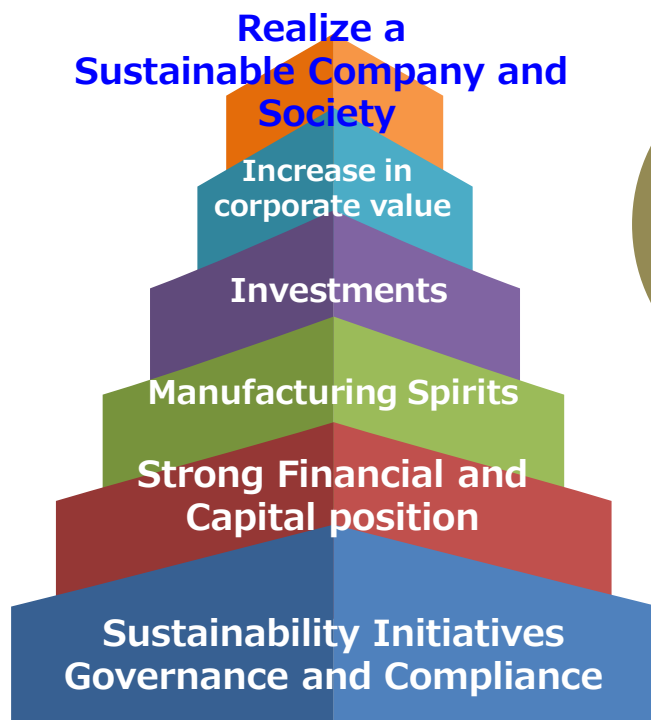 Realize a
Sustainable Company and
Society
Increase in
corporate value
Investments
Manufacturing Spirits
Strong Financial and
Capital position
Sustainability Initiatives
Governance and Compliance